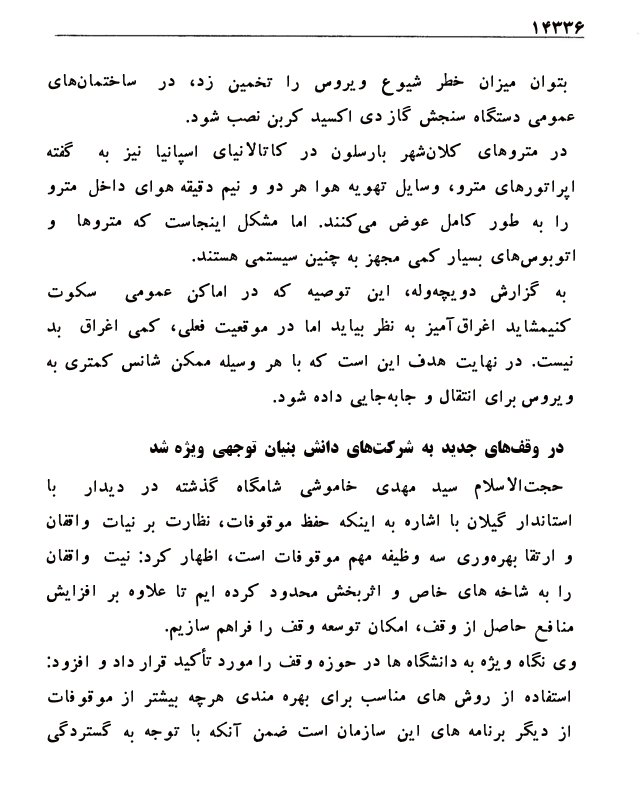 ۱۴۳۳۶
بتوان میزان خطر شیوع ویروس را تخمین زد، در ساختمان‌های
عمومی دستگاه سنجش گاز دی اکسید کربن نصب شود.
در متروهای کلان‌شهر بارسلون در کاتالانیای اسپانیا نیز به گفته
اپراتورهای مترو، وسایل تهویه هوا هر دو و نیم دقیقه هوای داخل مترو
را به طور کامل عوض می‌کنند. اما مشکل اینجاست که متروها و
اتوبوس‌های بسیار کمی مجهز به چنین سیستمی هستند.
به گزارش دویچه‌وله، این توصیه که در اماکن عمومی سکوت
کنیمشاید اغراق‌آمیز به نظر بیاید اما در موقعیت فعلی، کمی اغراق بد
نیست. در نهایت هدف این است که با هر وسیله ممکن شانس کمتری به
ویروس برای انتقال و جابه‌جایی داده شود.
در وقف‌های جدید به شرکت‌های دانش بنیان توجهی ویژه شد
حجت‌الاسلام سید مهدی خاموشی شامگاه گذشته در دیدار با
استاندار گیلان با اشاره به اینکه حفظ موقوفات، نظارت بر نیات واقفان
و ارتقا بهره‌وری سه وظیفه مهم موقوفات است، اظهار کرد: نیت واقفان
را به شاخه های خاص و اثربخش محدود کرده ایم تا علاوه بر افزایش
منافع حاصل از وقف، امکان توسعه وقف را فراهم سازیم.
وی نگاه ویژه به دانشگاه ها در حوزه وقف را مورد تأکید قرار داد و افزود:
استفاده از روش های مناسب برای بهره مندی هرچه بیشتر از موقوفات
از دیگر برنامه های این سازمان است ضمن آنکه با توجه به گستردگی